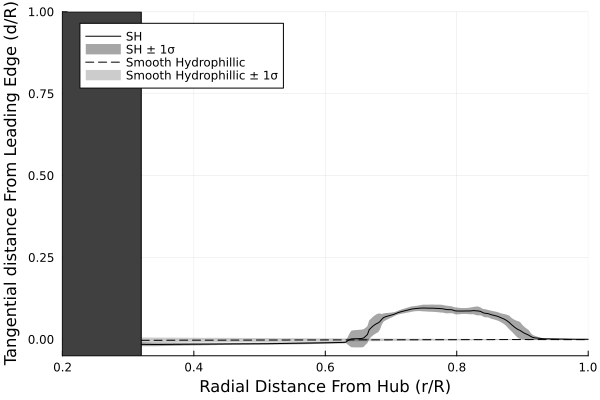 Tangential distance From Leading Edge (d/R)
1.00
0.75
0.50
0.25
0.00
SH
SH ± 1σ
Smooth Hydrophillic
Smooth Hydrophillic ± 1σ
0.2 0.4 0.6 0.8 1.0
Radial Distance From Hub (r/R)